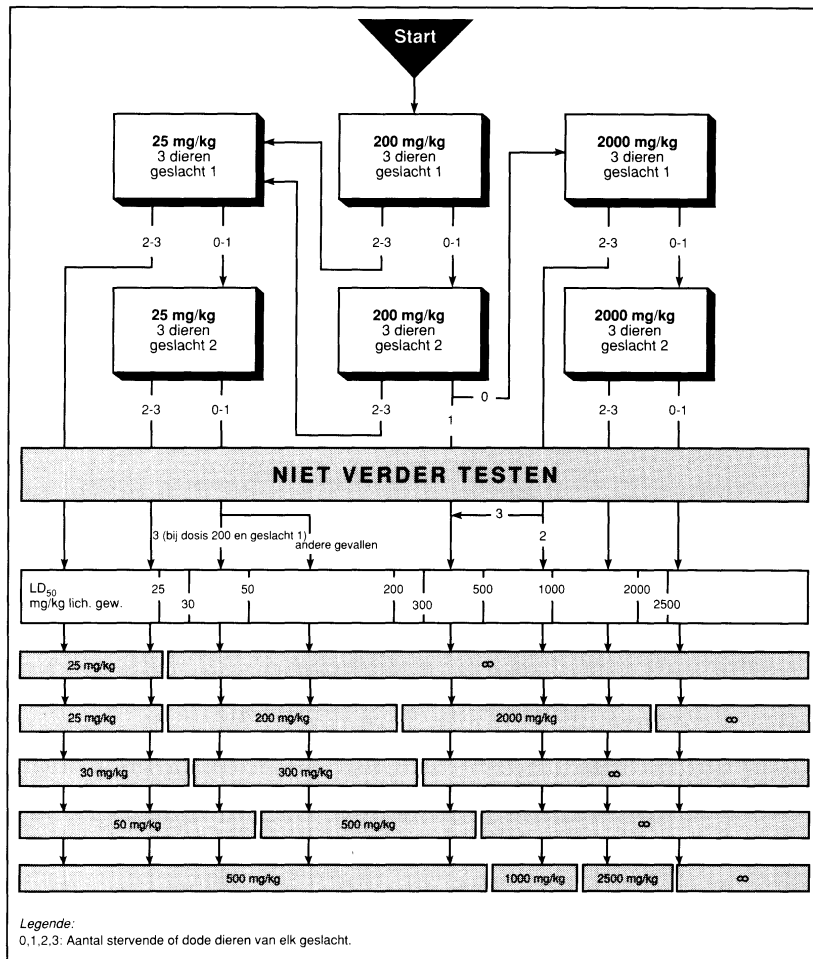 Start
25 mg/kg
3 dieren
geslacht 1
200 mg/kg
3 dieren
geslacht 1
2000 mg/kg
3 dieren
geslacht 1
2-3 0-1 2-3 0-1 2-3 0-1
25 mg/kg
3 dieren
geslacht 2
200 mg/kg
3 dieren
geslacht 2
2000 mg/kg
3 dieren
geslacht 2
0
2-3 0-1 2-3 1 2-3 0-1
NIET VERDER TESTEN
3
3 (bij dosis 200 en geslacht 1) 2
andere gevallen
LD50 25 50 200 500 1000 2000
mg/kg lich. gew. 30 300 2500
25 mg/kg ∞
25 mg/kg 200 mg/kg 2000 mg/kg ∞
30 mg/kg 300 mg/kg ∞
50 mg/kg 500 mg/kg ∞
500 mg/kg 1000 mg/kg 2500 mg/kg ∞
Legende:
0,1,2,3: Aantal stervende of dode dieren van elk geslacht.